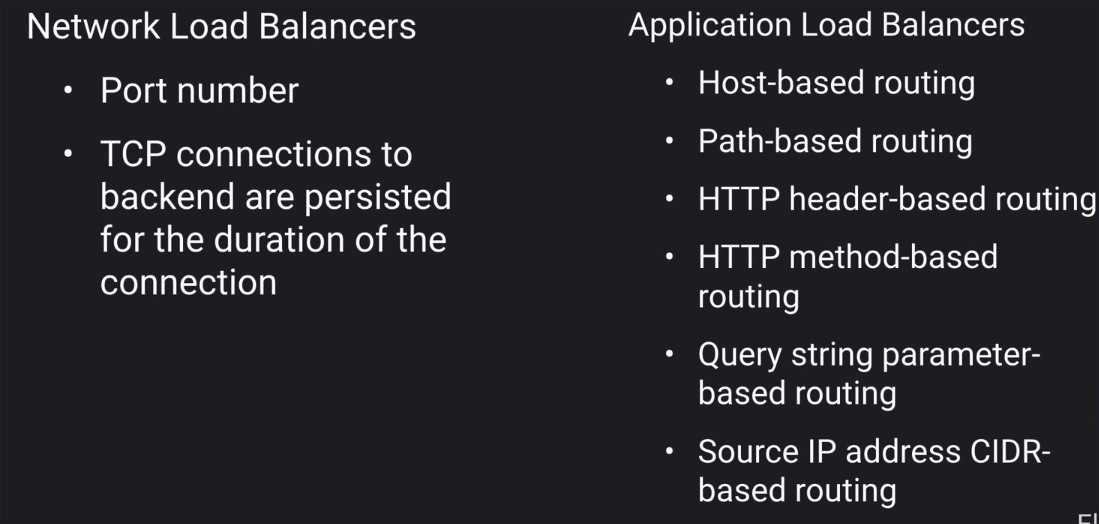 Network Load Balancers
• Port number
• TCP connections to
backend are persisted
for the duration of the
connection
Application Load Balancers
• Host-based routing
• Path-based routing
• HTTP header-based routing
• HTTP method-based
routing
• Query string parameter-
based routing
• Source IP address CIDR-
based routing